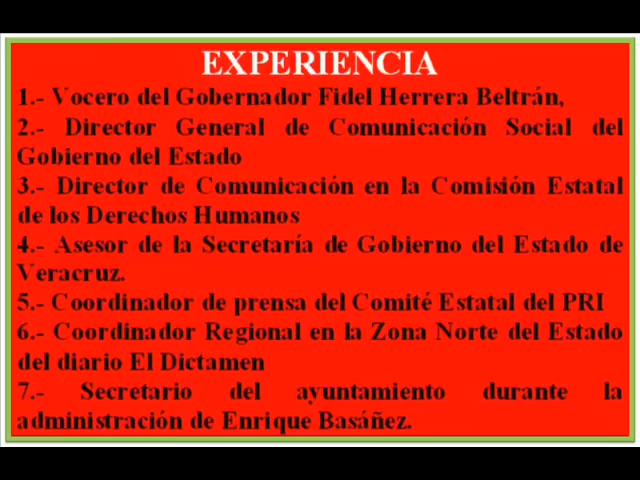 EXPERIENCIA
1.- Vocero del Gobernador Fidel Herrera Beltrán,
2.- Director General de Comunicación Social del
Gobierno del Estado
3.- Director de Comunicación en la Comisión Estatal
de los Derechos Humanos
4.- Asesor de la Secretaría de Gobierno del Estado de
Veracruz.
5.- Coordinador de prensa del Comité Estatal del PRI
6.- Coordinador Regional en la Zona Norte del Estado
del diario El Dictamen
7.- Secretario del ayuntamiento durante la
administración de Enrique Basáñez.